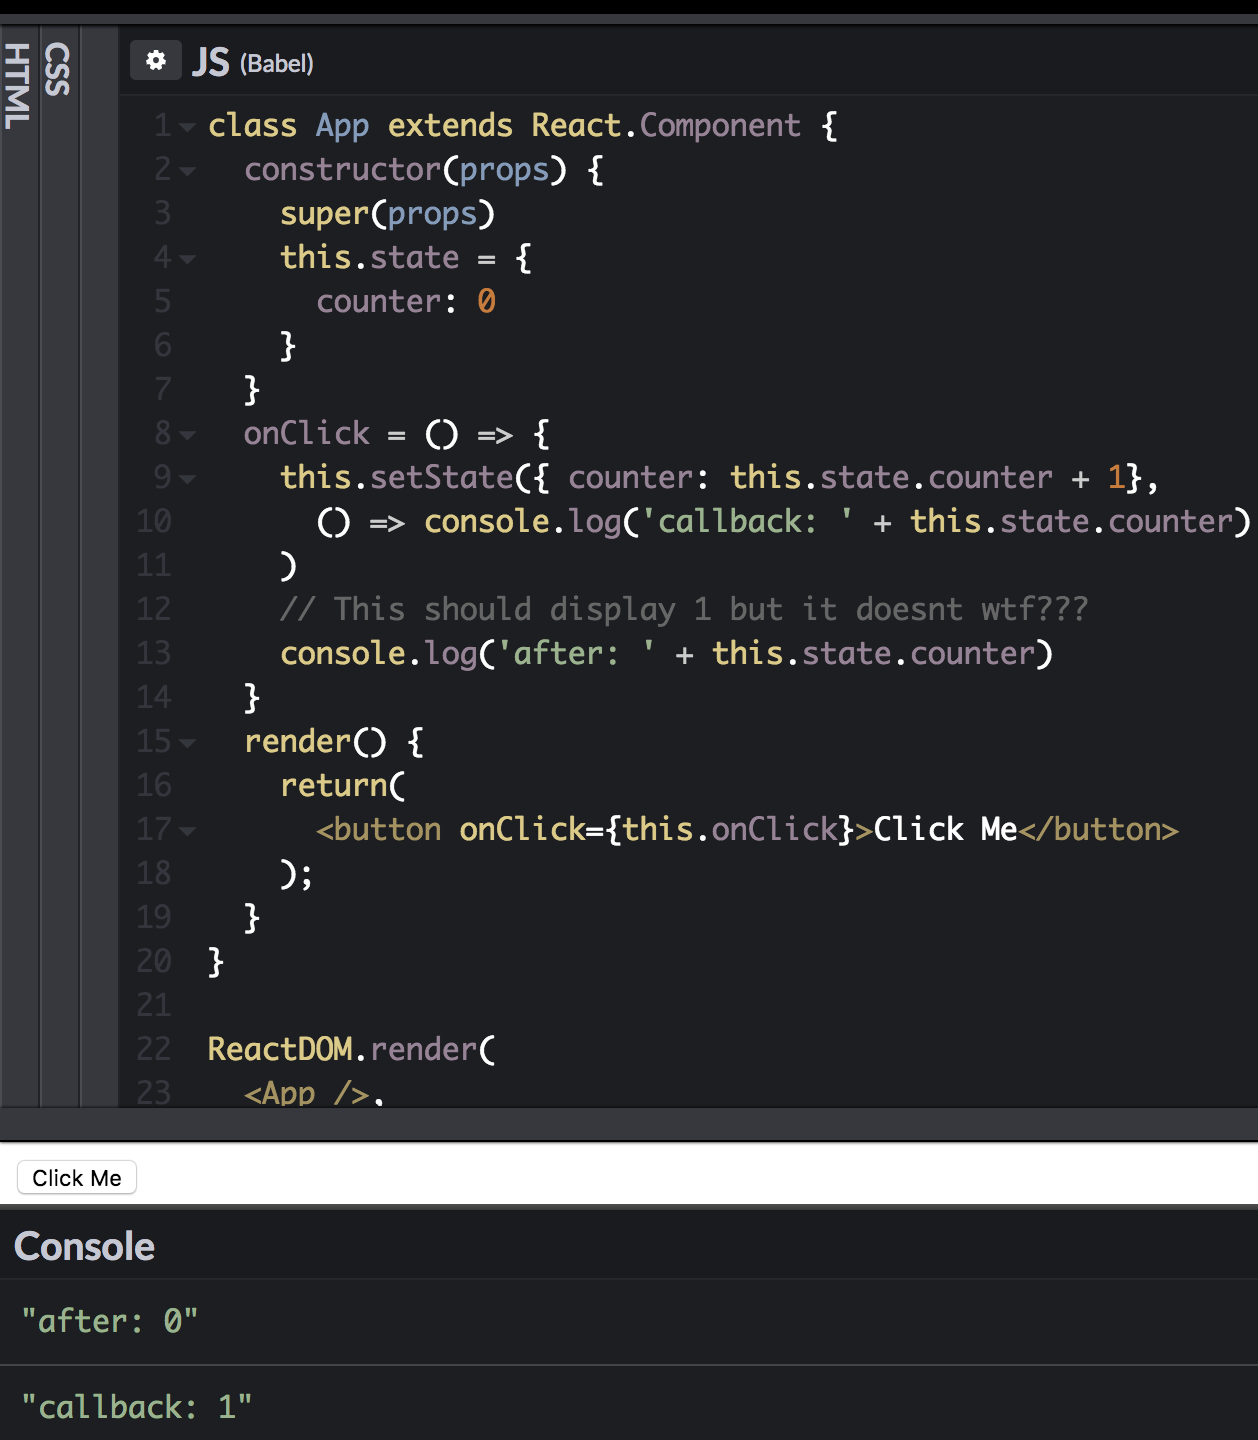 HTML
CSS
JS (Babel)
1 class App extends React.Component {
2 constructor(props) {
3 super(props)
4 this.state = {
5 counter: 0
6 }
7 }
8 onClick = () => {
9 this.setState({ counter: this.state.counter + 1},
10 () => console.log('callback: ' + this.state.counter)
11 )
12 // This should display 1 but it doesnt wtf???
13 console.log('after: ' + this.state.counter)
14 }
15 render() {
16 return(
17 <button onClick={this.onClick}>Click Me</button>
18 );
19 }
20 }
21
22 ReactDOM.render(
23 <App />,
Click Me
Console
"after: 0"
"callback: 1"